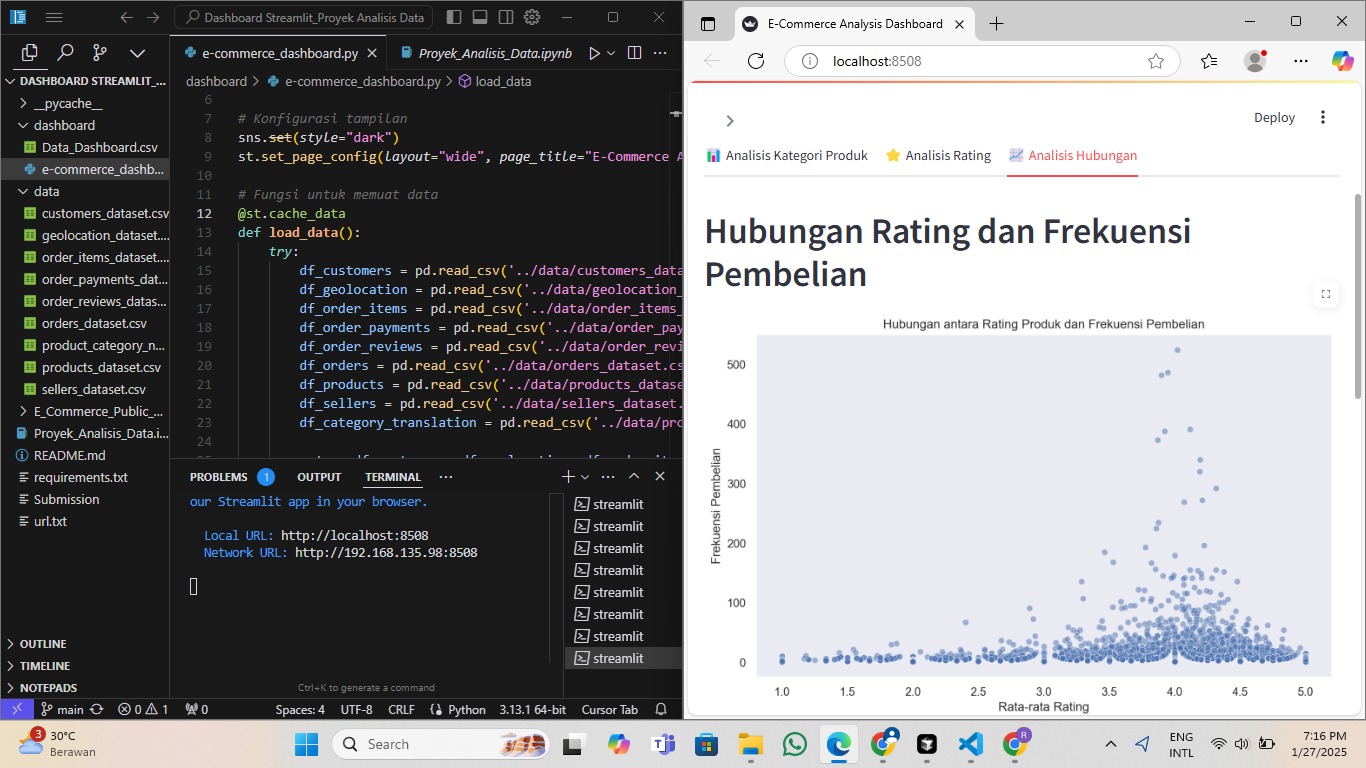 Dashboard Streamlit_Proyek Analisis Data
DASHBOARD STREAMLIT_...
__pycache__
dashboard
Data_Dashboard.csv
e-commerce_dashb...
data
customers_dataset.csv
geolocation_dataset....
order_items_dataset....
order_payments_dat...
order_reviews_datas...
orders_dataset.csv
product_category_n...
products_dataset.csv
sellers_dataset.csv
E_Commerce_Public_...
Proyek_Analisis_Data.i...
README.md
requirements.txt
Submission
url.txt
OUTLINE
TIMELINE
NOTEPADS
e-commerce_dashboard.py
Proyek_Analisis_Data.ipynb
dashboard > e-commerce_dashboard.py > load_data
6
7 # Konfigurasi tampilan
8 sns.set(style="dark")
9 st.set_page_config(layout="wide", page_title="E-Commerce A
10
11 # Fungsi untuk memuat data
12 @st.cache_data
13 def load_data():
14 try:
15 df_customers = pd.read_csv('../data/customers_data
16 df_geolocation = pd.read_csv('../data/geolocation_
17 df_order_items = pd.read_csv('../data/order_items_
18 df_order_payments = pd.read_csv('../data/order_pay
19 df_order_reviews = pd.read_csv('../data/order_revi
20 df_orders = pd.read_csv('../data/orders_dataset.cs
21 df_products = pd.read_csv('../data/products_datase
22 df_sellers = pd.read_csv('../data/sellers_dataset.
23 df_category_translation = pd.read_csv('../data/pro
24
PROBLEMS 1 OUTPUT TERMINAL
our Streamlit app in your browser.
Local URL: http://localhost:8508
Network URL: http://192.168.135.98:8508
streamlit
streamlit
streamlit
streamlit
streamlit
streamlit
streamlit
streamlit
Ctrl+K to generate a command
main 0 1 0 Spaces: 4 UTF-8 CRLF Python 3.13.1 64-bit Cursor Tab
E-Commerce Analysis Dashboard
localhost:8508
Deploy
Analisis Kategori Produk Analisis Rating Analisis Hubungan
Hubungan Rating dan Frekuensi
Pembelian
Hubungan antara Rating Produk dan Frekuensi Pembelian
Frekuensi Pembelian
500
400
300
200
100
0
1.0 1.5 2.0 2.5 3.0 3.5 4.0 4.5 5.0
Rata-rata Rating
3
30°C
Berawan
Search
R
ENG
INTL
7:16 PM
1/27/2025